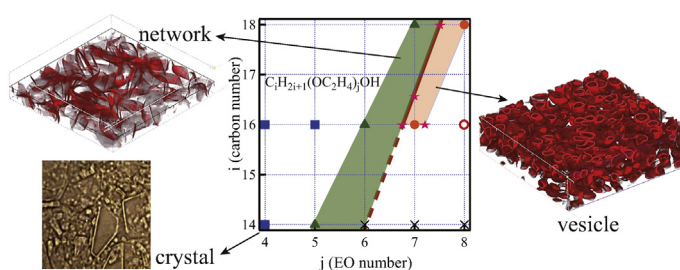 network
18
17
16
15
14
i (carbon number)
CiH2i+1(OC2H4)jOH
4 5 6 7 8
j (EO number)
crystal
vesicle